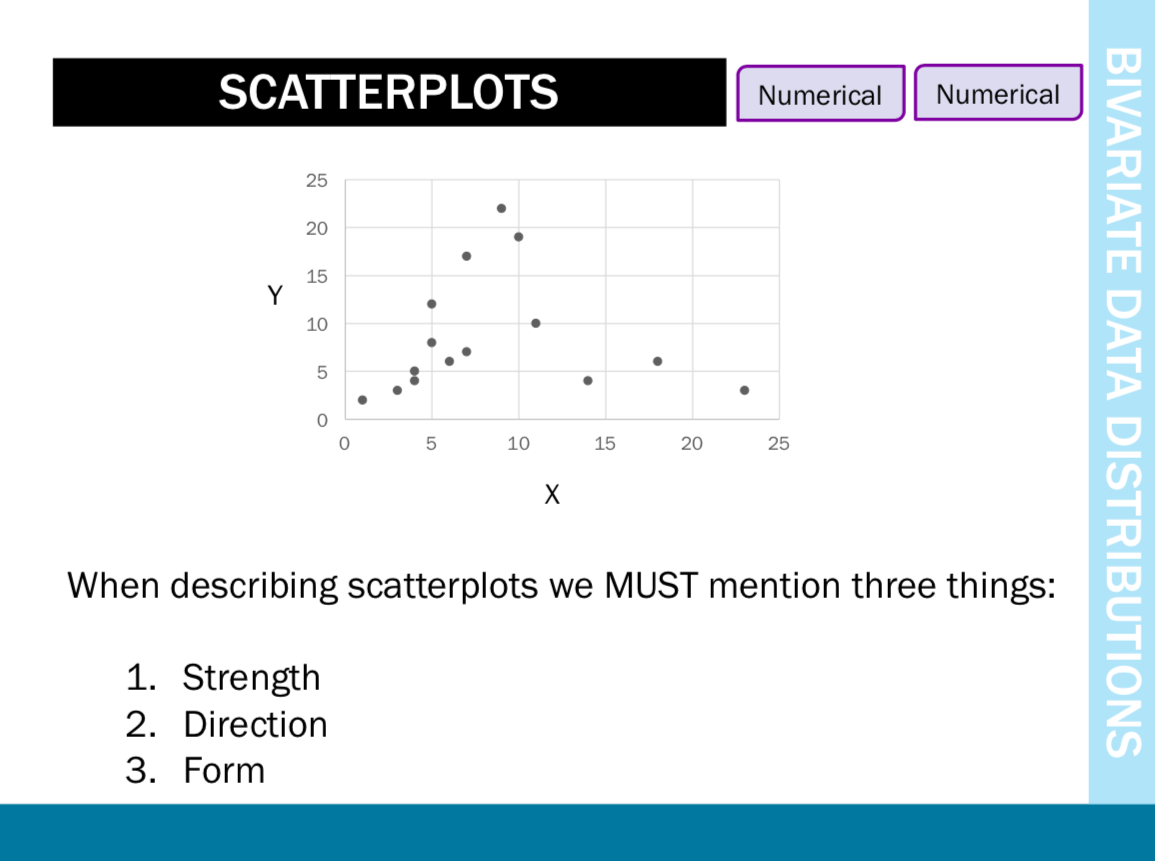 SCATTERPLOTS
Numerical
Numerical
BIVARIATE DATA DISTRIBUTIONS
25
20
15
10
5
0
Y
0 5 10 15 20 25
X
When describing scatterplots we MUST mention three things:
1. Strength
2. Direction
3. Form